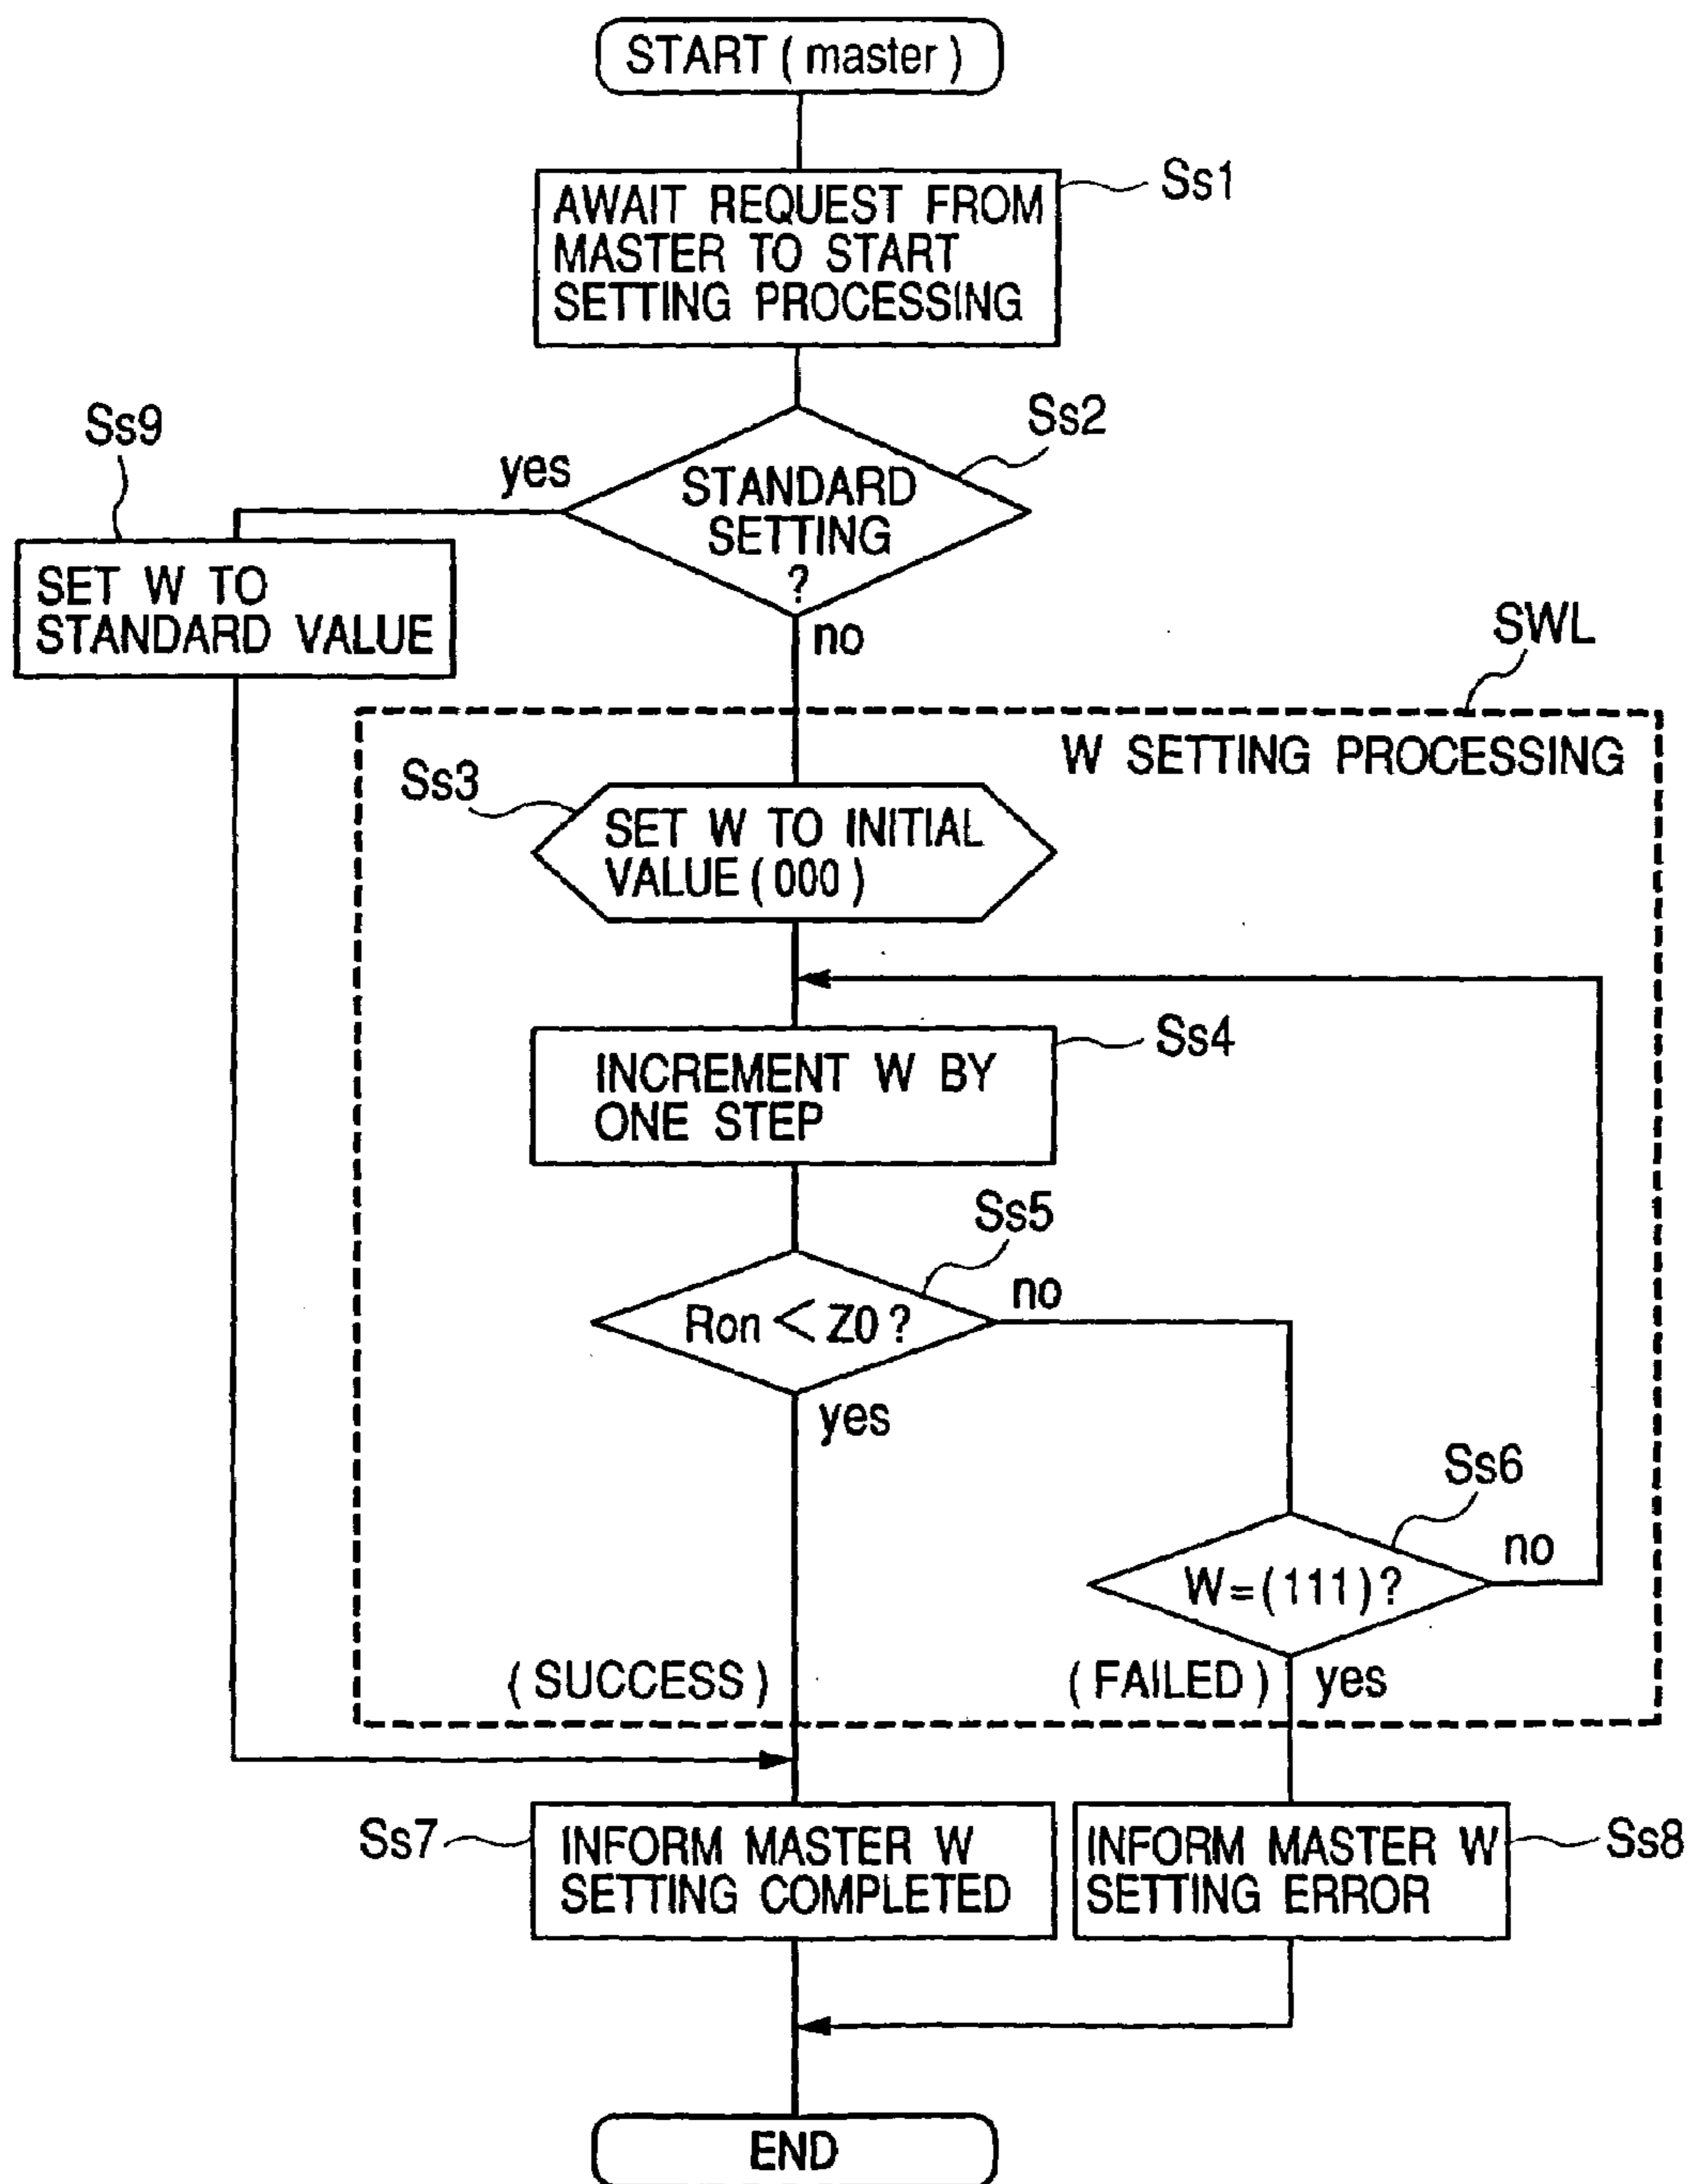 START ( master )
AWAIT REQUEST FROM
MASTER TO START
SETTING PROCESSING
Ss1
Ss2
Ss9
yes
STANDARD
SETTING
?
no
SET W TO
STANDARD VALUE
SWL
W SETTING PROCESSING
Ss3
SET W TO INITIAL
VALUE ( 000 )
Ss4
INCREMENT W BY
ONE STEP
Ss5
Ron < Z0 ?
no
yes
Ss6
W=(111)?
no
( SUCCESS )
( FAILED )
yes
Ss7
INFORM MASTER W
SETTING COMPLETED
INFORM MASTER W
SETTING ERROR
Ss8
END